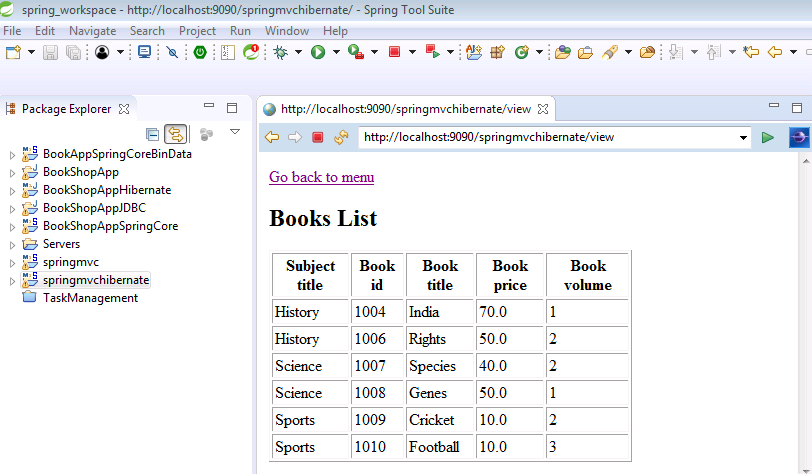 spring_workspace - http://localhost:9090/springmvchibernate/ - Spring Tool Suite
File Edit Navigate Search Project Run Window Help
Package Explorer
http://localhost:9090/springmvchibernate/view
http://localhost:9090/springmvchibernate/view
BookAppSpringCoreBinData
BookShopApp
BookShopAppHibernate
BookShopAppJDBC
BookShopAppSpringCore
Servers
springmvc
springmvchibernate
TaskManagement
Go back to menu
Books List
Subject title Book id Book title Book price Book volume
History 1004 India 70.0 1
History 1006 Rights 50.0 2
Science 1007 Species 40.0 2
Science 1008 Genes 50.0 1
Sports 1009 Cricket 10.0 2
Sports 1010 Football 10.0 3